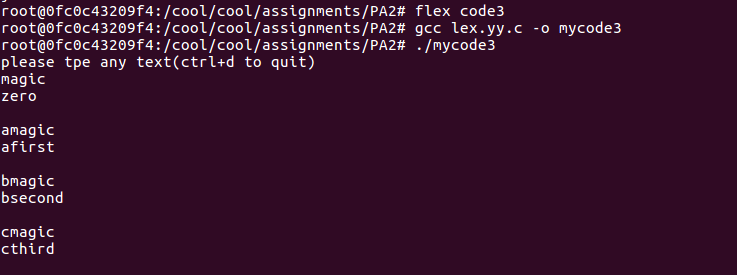 root@0fc0c43209f4:/cool/cool/assignments/PA2# flex code3
root@0fc0c43209f4:/cool/cool/assignments/PA2# gcc lex.yy.c -o mycode3
root@0fc0c43209f4:/cool/cool/assignments/PA2# ./mycode3
please tpe any text(ctrl+d to quit)
magic
zero
amagic
afirst
bmagic
bsecond
cmagic
cthird